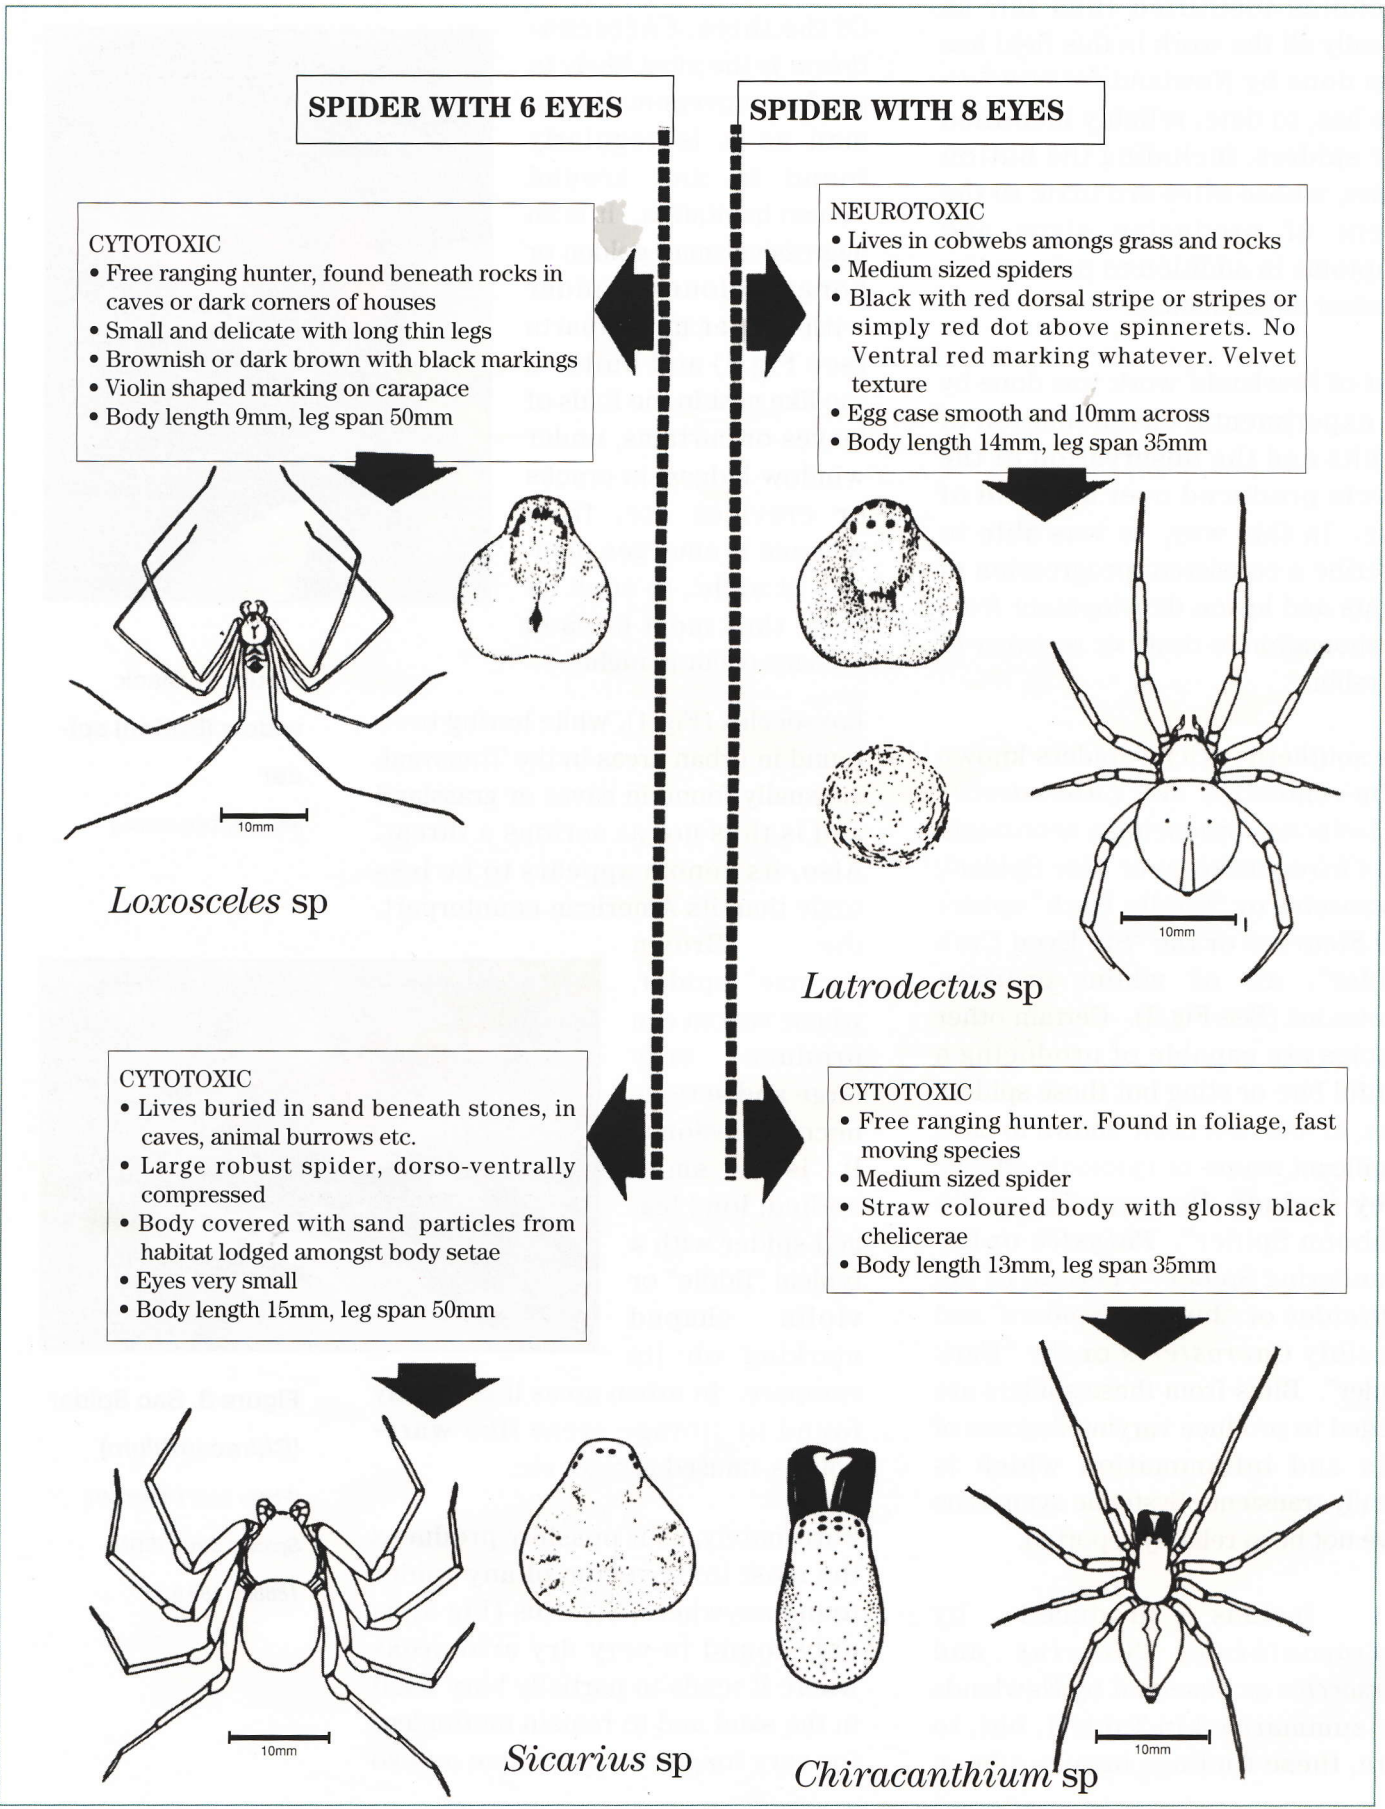 SPIDER WITH 6 EYES
SPIDER WITH 8 EYES
CYTOTOXIC
• Free ranging hunter, found beneath rocks in
caves or dark corners of houses
• Small and delicate with long thin legs
• Brownish or dark brown with black markings
• Violin shaped marking on carapace
• Body length 9mm, leg span 50mm
NEUROTOXIC
• Lives in cobwebs amongs grass and rocks
• Medium sized spiders
• Black with red dorsal stripe or stripes or
simply red dot above spinnerets. No
Ventral red marking whatever. Velvet
texture
• Egg case smooth and 10mm across
• Body length 14mm, leg span 35mm
10mm
Loxosceles sp
10mm
Latrodectus sp
CYTOTOXIC
• Lives buried in sand beneath stones, in
caves, animal burrows etc.
• Large robust spider, dorso-ventrally
compressed
• Body covered with sand particles from
habitat lodged amongst body setae
• Eyes very small
• Body length 15mm, leg span 50mm
CYTOTOXIC
• Free ranging hunter. Found in foliage, fast
moving species
• Medium sized spider
• Straw coloured body with glossy black
chelicerae
• Body length 13mm, leg span 35mm
10mm
Sicarius sp
10mm
Chiracanthium sp